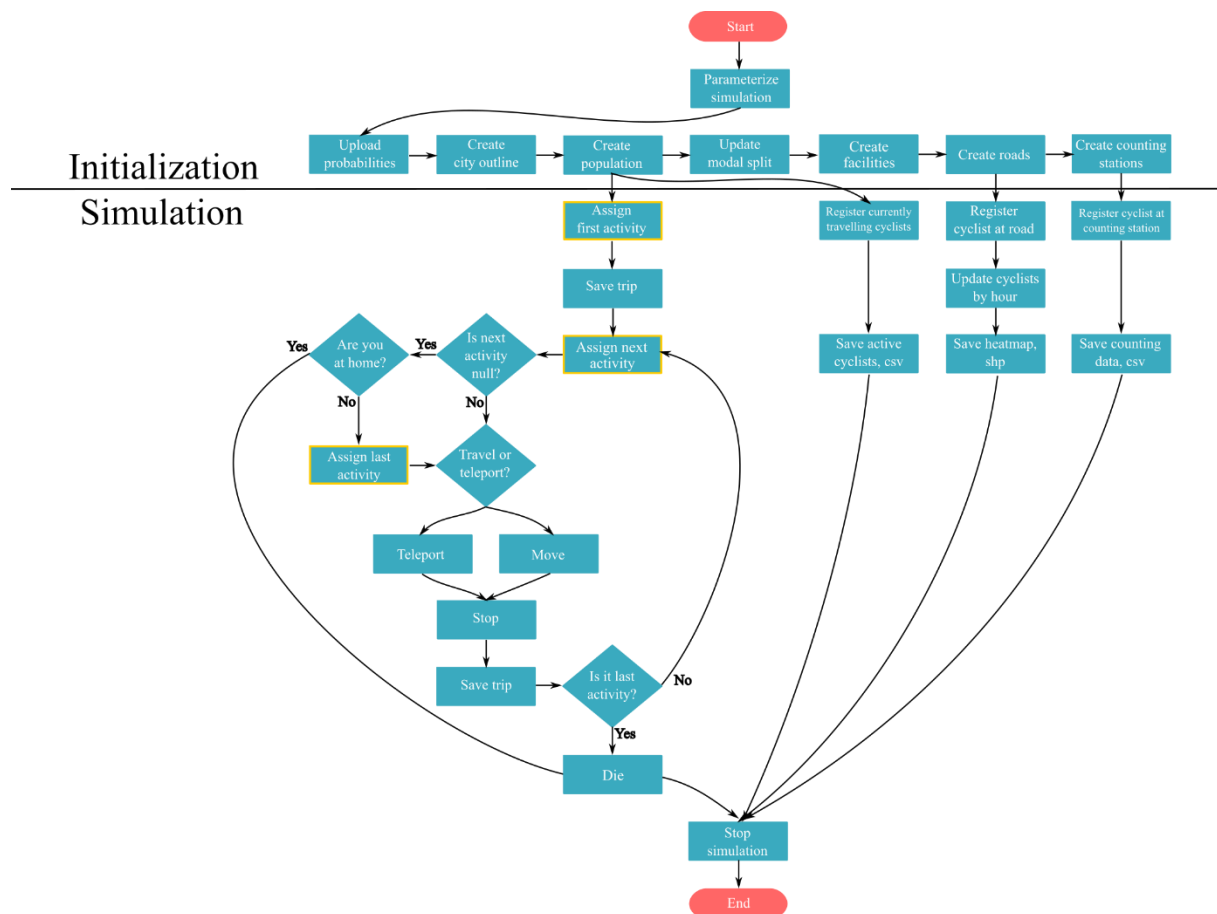 Start
Parameterize
simulation
Upload
probabilities
Create
city outline
Create
population
Update
modal split
Create
facilities
Create roads
Create counting
stations
Initialization
Simulation
Assign
first activity
Register currently
travelling cyclists
Register
cyclist at road
Register cyclist at
counting station
Save trip
Update cyclists
by hour
Yes
Are you
at home?
Yes
Is next
activity
null?
Assign next
activity
Save active
cyclists, csv
Save heatmap,
shp
Save counting
data, csv
No
No
Assign last
activity
Travel or
teleport?
Teleport
Move
Stop
Save trip
Is it last
activity?
No
Yes
Die
Stop
simulation
End